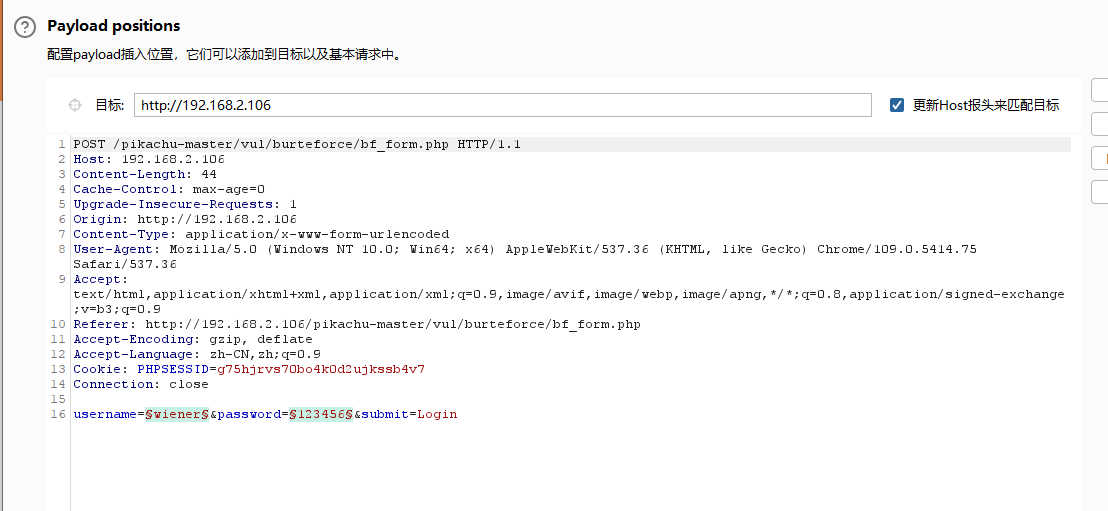 Payload positions
配置payload插入位置，它们可以添加到目标以及基本请求中。
目标: http://192.168.2.106 更新Host报头来匹配目标
1 POST /pikachu-master/vul/burteforce/bf_form.php HTTP/1.1
2 Host: 192.168.2.106
3 Content-Length: 44
4 Cache-Control: max-age=0
5 Upgrade-Insecure-Requests: 1
6 Origin: http://192.168.2.106
7 Content-Type: application/x-www-form-urlencoded
8 User-Agent: Mozilla/5.0 (Windows NT 10.0; Win64; x64) AppleWebKit/537.36 (KHTML, like Gecko) Chrome/109.0.5414.75
Safari/537.36
9 Accept:
text/html,application/xhtml+xml,application/xml;q=0.9,image/avif,image/webp,image/apng,*/*;q=0.8,application/signed-exchange
;v=b3;q=0.9
10 Referer: http://192.168.2.106/pikachu-master/vul/burteforce/bf_form.php
11 Accept-Encoding: gzip, deflate
12 Accept-Language: zh-CN,zh;q=0.9
13 Cookie: PHPSESSID=g75hjrvs70bo4k0d2ujkssb4v7
14 Connection: close
15
16 username=§wiener§&password=§123456§&submit=Login